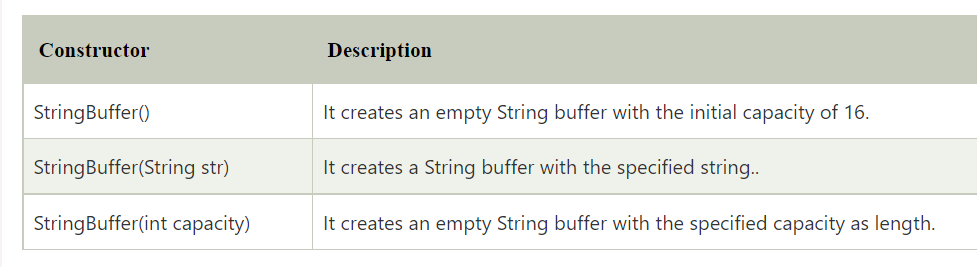 Constructor Description
StringBuffer() It creates an empty String buffer with the initial capacity of 16.
StringBuffer(String str) It creates a String buffer with the specified string..
StringBuffer(int capacity) It creates an empty String buffer with the specified capacity as length.